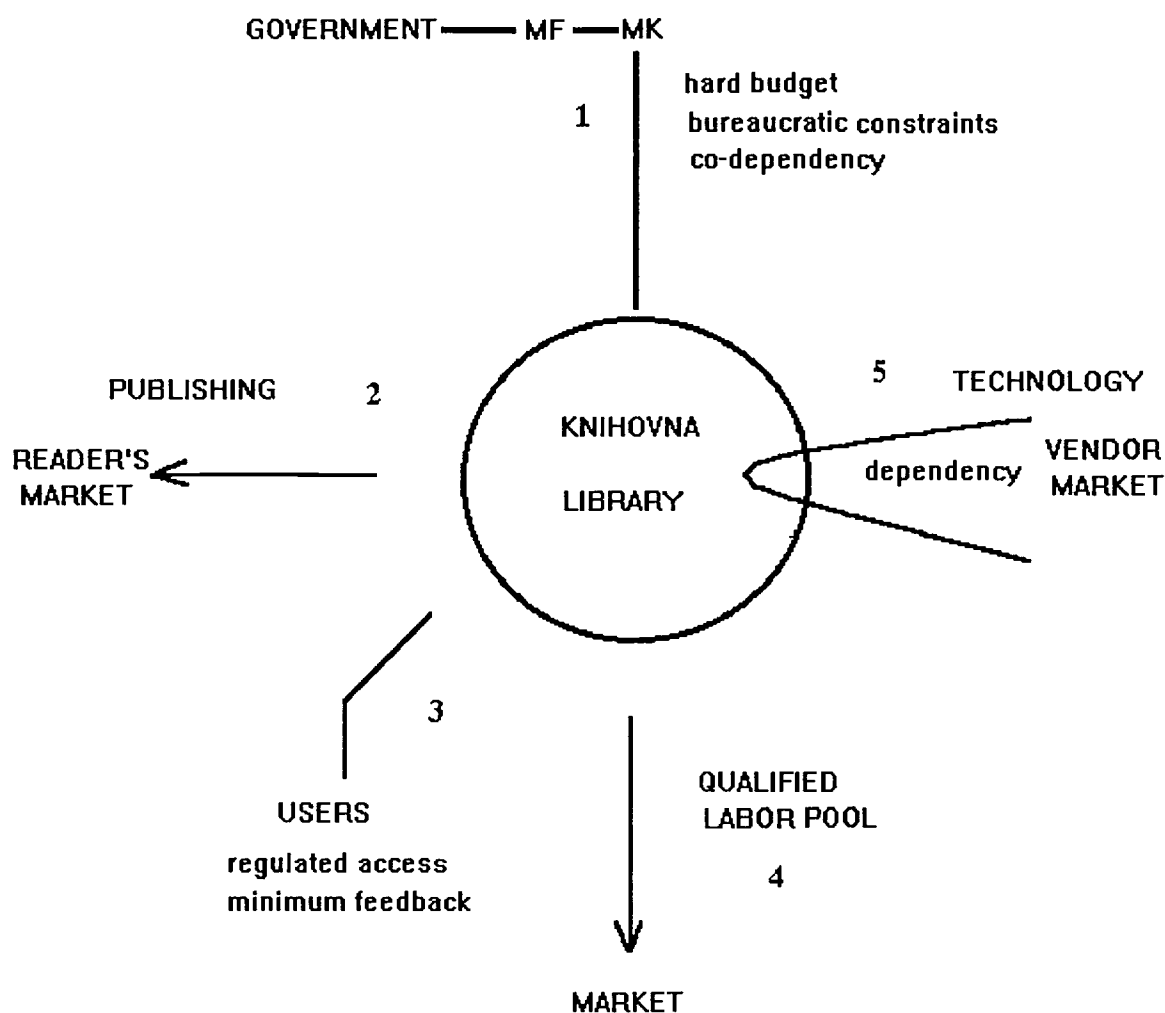 GOVERNMENT MF MK
1
hard budget
bureaucratic constraints
co-dependency
PUBLISHING
2
READER'S
MARKET
KNIHOVNA
LIBRARY
5
TECHNOLOGY
dependency
VENDOR
MARKET
3
USERS
regulated access
minimum feedback
QUALIFIED
LABOR POOL
4
MARKET